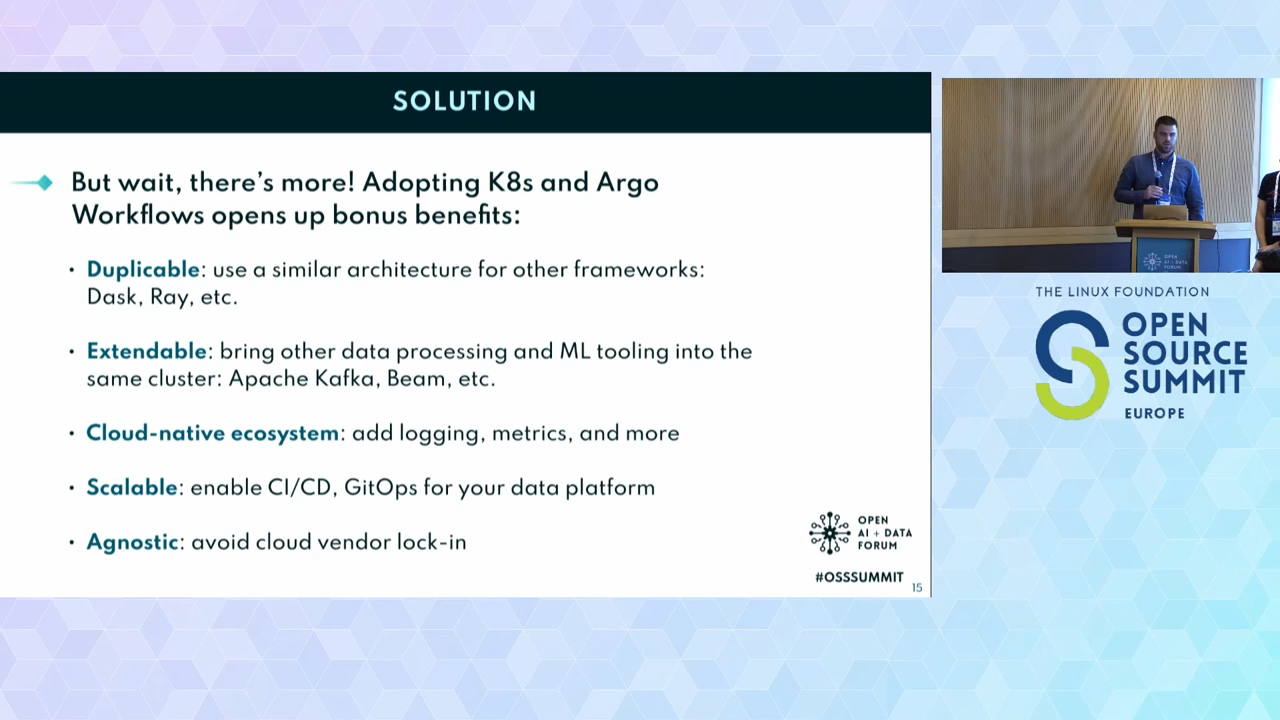 SOLUTION
But wait, there's more! Adopting K8s and Argo
Workflows opens up bonus benefits:
• Duplicable: use a similar architecture for other frameworks:
Dask, Ray, etc.
• Extendable: bring other data processing and ML tooling into the
same cluster: Apache Kafka, Beam, etc.
• Cloud-native ecosystem: add logging, metrics, and more
• Scalable: enable CI/CD, GitOps for your data platform
• Agnostic: avoid cloud vendor lock-in
OPEN
AI + DATA
FORUM
#OSSSUMMIT
15
OPEN
AI + DATA
FORUM
THE LINUX FOUNDATION
OPEN
SOURCE
SUMMIT
EUROPE